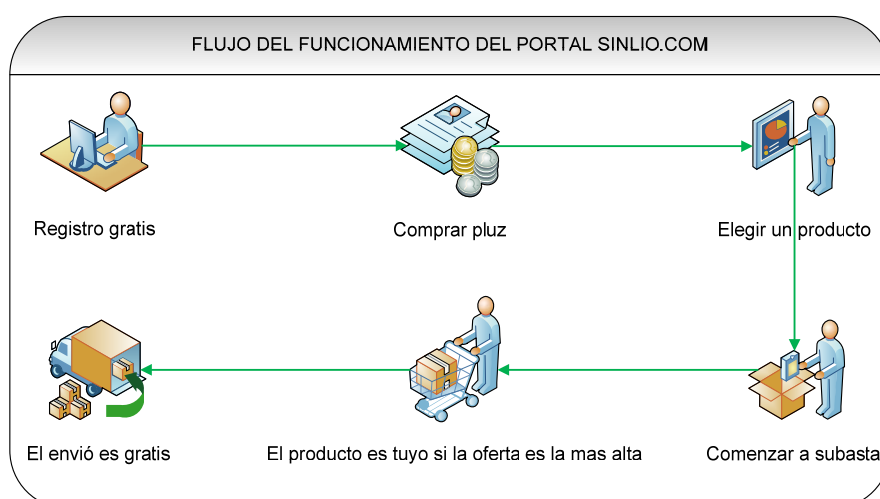 FLUJO DEL FUNCIONAMIENTO DEL PORTAL SINLIO.COM
Registro gratis
Comprar pluz
Elegir un producto
El envió es gratis
El producto es tuyo si la oferta es la mas alta
Comenzar a subasta